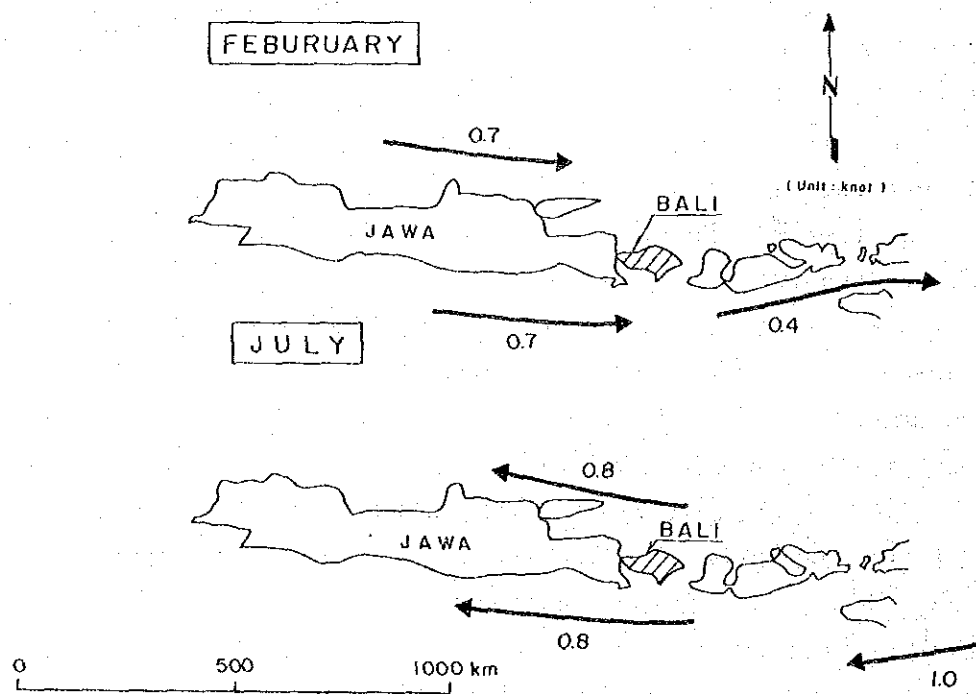 FEBURUARY
N
( Unit : knot )
0.7
BALI
JAWA
0.7
0.4
JULY
0.8
BALI
JAWA
0.8
1.0
0 500 1000 km